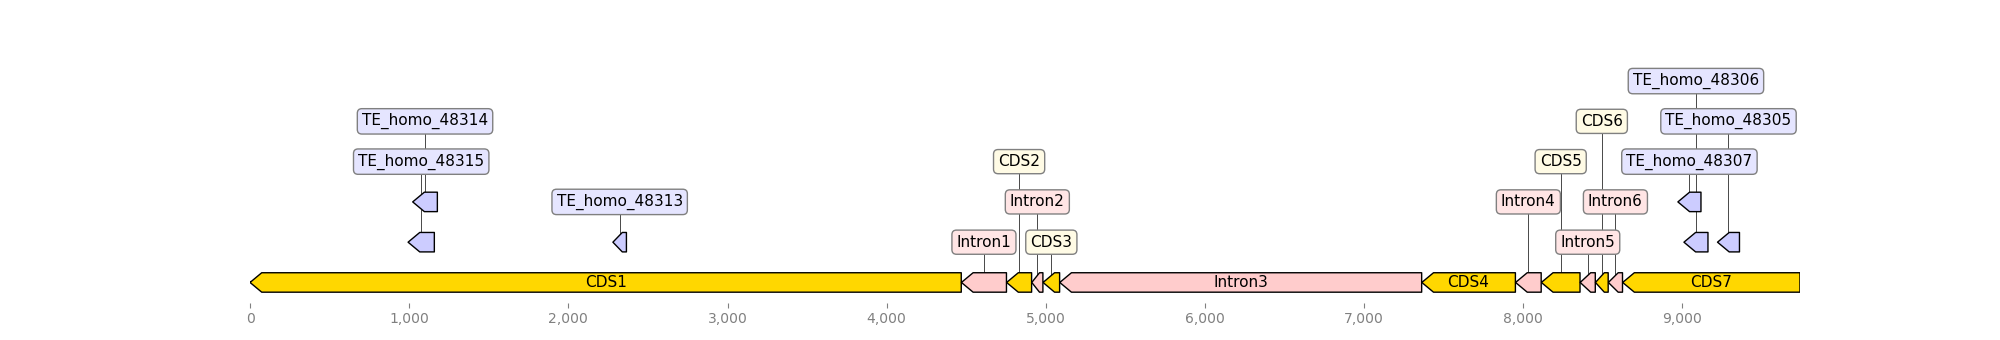 TE_homo_48306
TE_homo_48314
CDS6
TE_homo_48305
TE_homo_48315
CDS2
CDS5
TE_homo_48307
TE_homo_48313
Intron2
Intron4
Intron6
Intron1
CDS3
Intron5
CDS1
Intron3
CDS4
CDS7
0
1,000
2,000
3,000
4,000
5,000
6,000
7,000
8,000
9,000